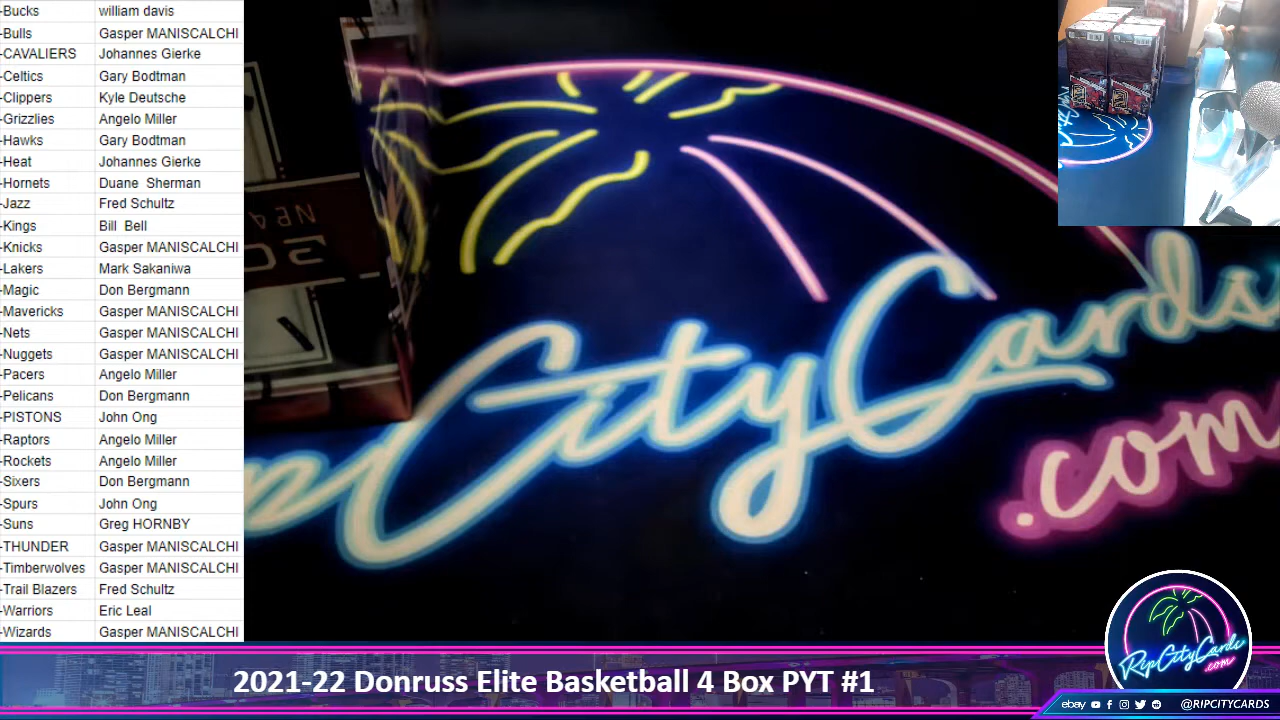 -Bucks william davis
-Bulls Gasper MANISCALCHI
-CAVALIERS Johannes Gierke
-Celtics Gary Bodtman
-Clippers Kyle Deutsche
-Grizzlies Angelo Miller
-Hawks Gary Bodtman
-Heat Johannes Gierke
-Hornets Duane Sherman
-Jazz Fred Schultz
-Kings Bill Bell
-Knicks Gasper MANISCALCHI
-Lakers Mark Sakaniwa
-Magic Don Bergmann
-Mavericks Gasper MANISCALCHI
-Nets Gasper MANISCALCHI
-Nuggets Gasper MANISCALCHI
-Pacers Angelo Miller
-Pelicans Don Bergmann
-PISTONS John Ong
-Raptors Angelo Miller
-Rockets Angelo Miller
-Sixers Don Bergmann
-Spurs John Ong
-Suns Greg HORNBY
-THUNDER Gasper MANISCALCHI
-Timberwolves Gasper MANISCALCHI
-Trail Blazers Fred Schultz
-Warriors Eric Leal
-Wizards Gasper MANISCALCHI
NBA
pCityCards
.com
2021-22 Donruss Elite Basketball 4 Box PYT #1
RipCityCards
.com
ebay @RIPCITYCARDS